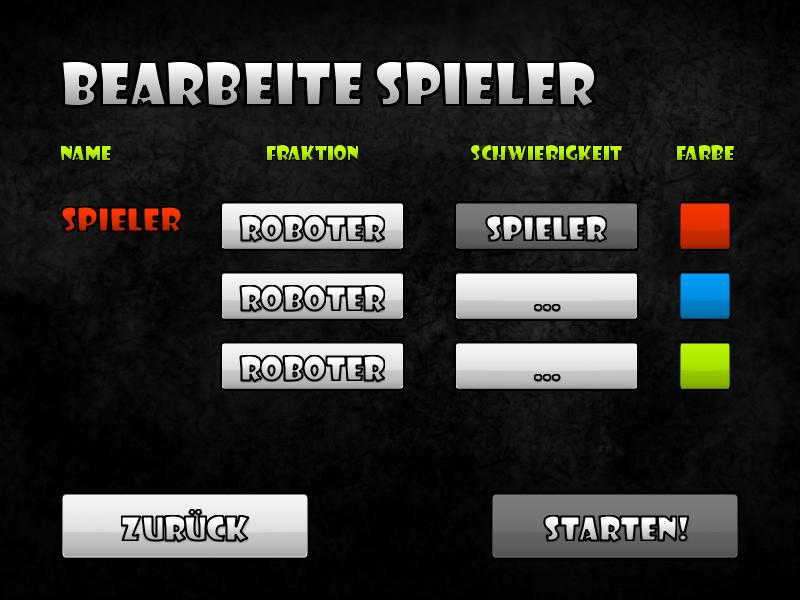 BEARBEITE SPIELER
NAME FRAKTION SCHWIERIGKEIT FARBE
SPIELER ROBOTER SPIELER
ROBOTER ...
ROBOTER ...
ZURÜCK STARTEN!